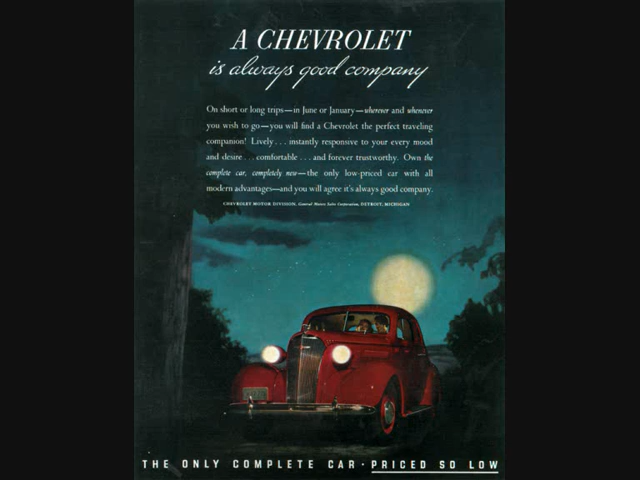 A CHEVROLET
is always good company
On short or long trips—in June or January—wherever and whenever
you wish to go—you will find a Chevrolet the perfect traveling
companion! Lively . . . instantly responsive to your every mood
and desire . . . comfortable . . . and forever trustworthy. Own the
complete car, completely new—the only low-priced car with all
modern advantages—and you will agree it's always good company.
CHEVROLET MOTOR DIVISION, General Motors Sales Corporation, DETROIT, MICHIGAN
THE ONLY COMPLETE CAR · PRICED SO LOW